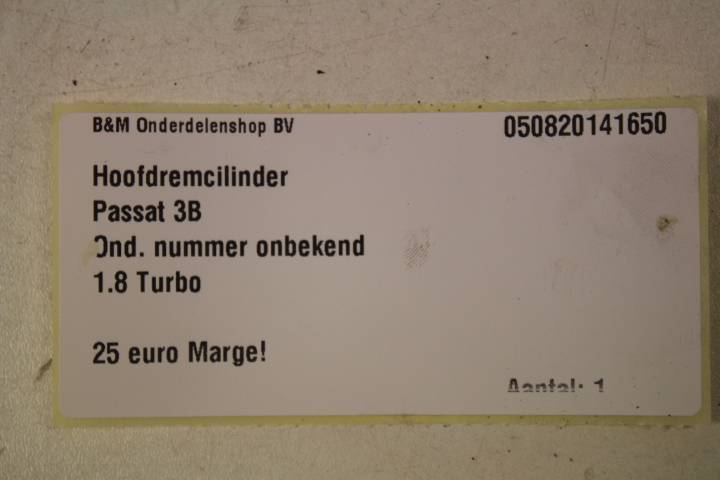 B&M Onderdelenshop BV 050820141650
Hoofdremcilinder
Passat 3B
Ond. nummer onbekend
1.8 Turbo
25 euro Marge!
Aantal: 1